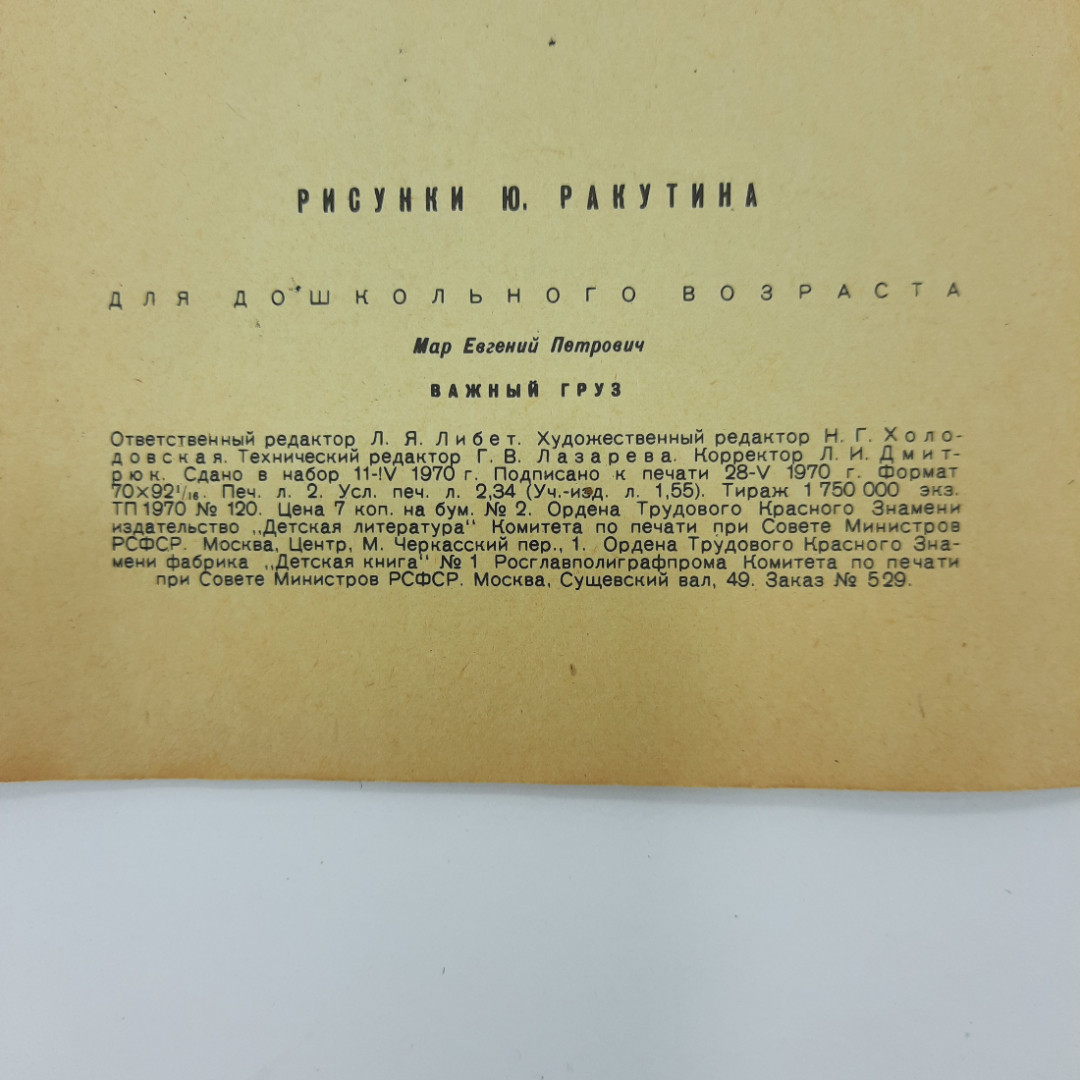 РИСУНКИ Ю. РАКУТИНА
ДЛЯ ДОШКОЛЬНОГО ВОЗРАСТА
Мар Евгений Петрович
ВАЖНЫЙ ГРУЗ
Ответственный редактор Л. Я. Либет. Художественный редактор Н. Г. Холо-
довская. Технический редактор Г. В. Лазарева. Корректор Л. И. Дмит-
рюк. Сдано в набор 11-IV 1970 г. Подписано к печати 28-V 1970 г. Формат
70×92¹/₁₆. Печ. л. 2. Усл. печ. л. 2,34 (Уч.-изд. л. 1,55). Тираж 1 750 000 экз.
ТП 1970 № 120. Цена 7 коп. на бум. № 2. Ордена Трудового Красного Знамени
издательство „Детская литература“ Комитета по печати при Совете Министров
РСФСР. Москва, Центр, М. Черкасский пер., 1. Ордена Трудового Красного Зна-
мени фабрика „Детская книга“ № 1 Росглавполиграфпрома Комитета по печати
при Совете Министров РСФСР. Москва, Сущевский вал, 49. Заказ № 529.